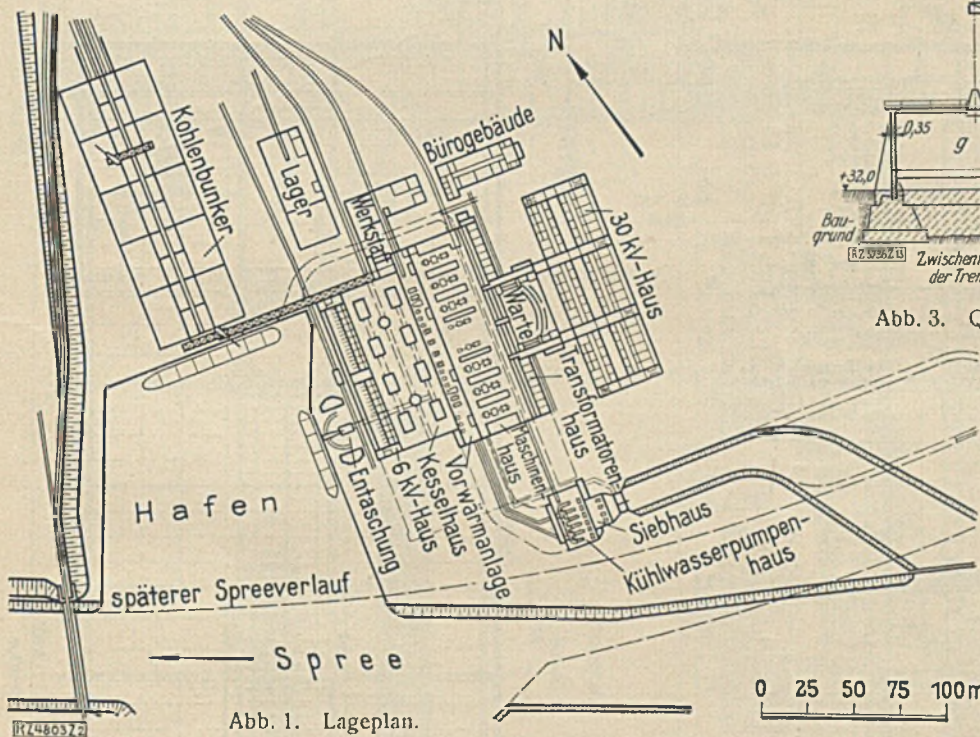 N
Kohlenbunker
Lager
Werkstatt
Bürogebäude
30 kV-Haus
Warte
Transformatoren-
haus
Maschinen-
haus
Vorwärmanlage
Kesselhaus
6 kV-Haus
Entaschung
Siebhaus
Kühlwasserpumpen-
haus
Hafen
späterer Spreeverlauf
Spree
0 25 50 75 100m
RZ4803Z2
Abb. 1. Lageplan.
0,35
g
+32,0
Bau-
grund
Zwischen
der Tren
Abb. 3.